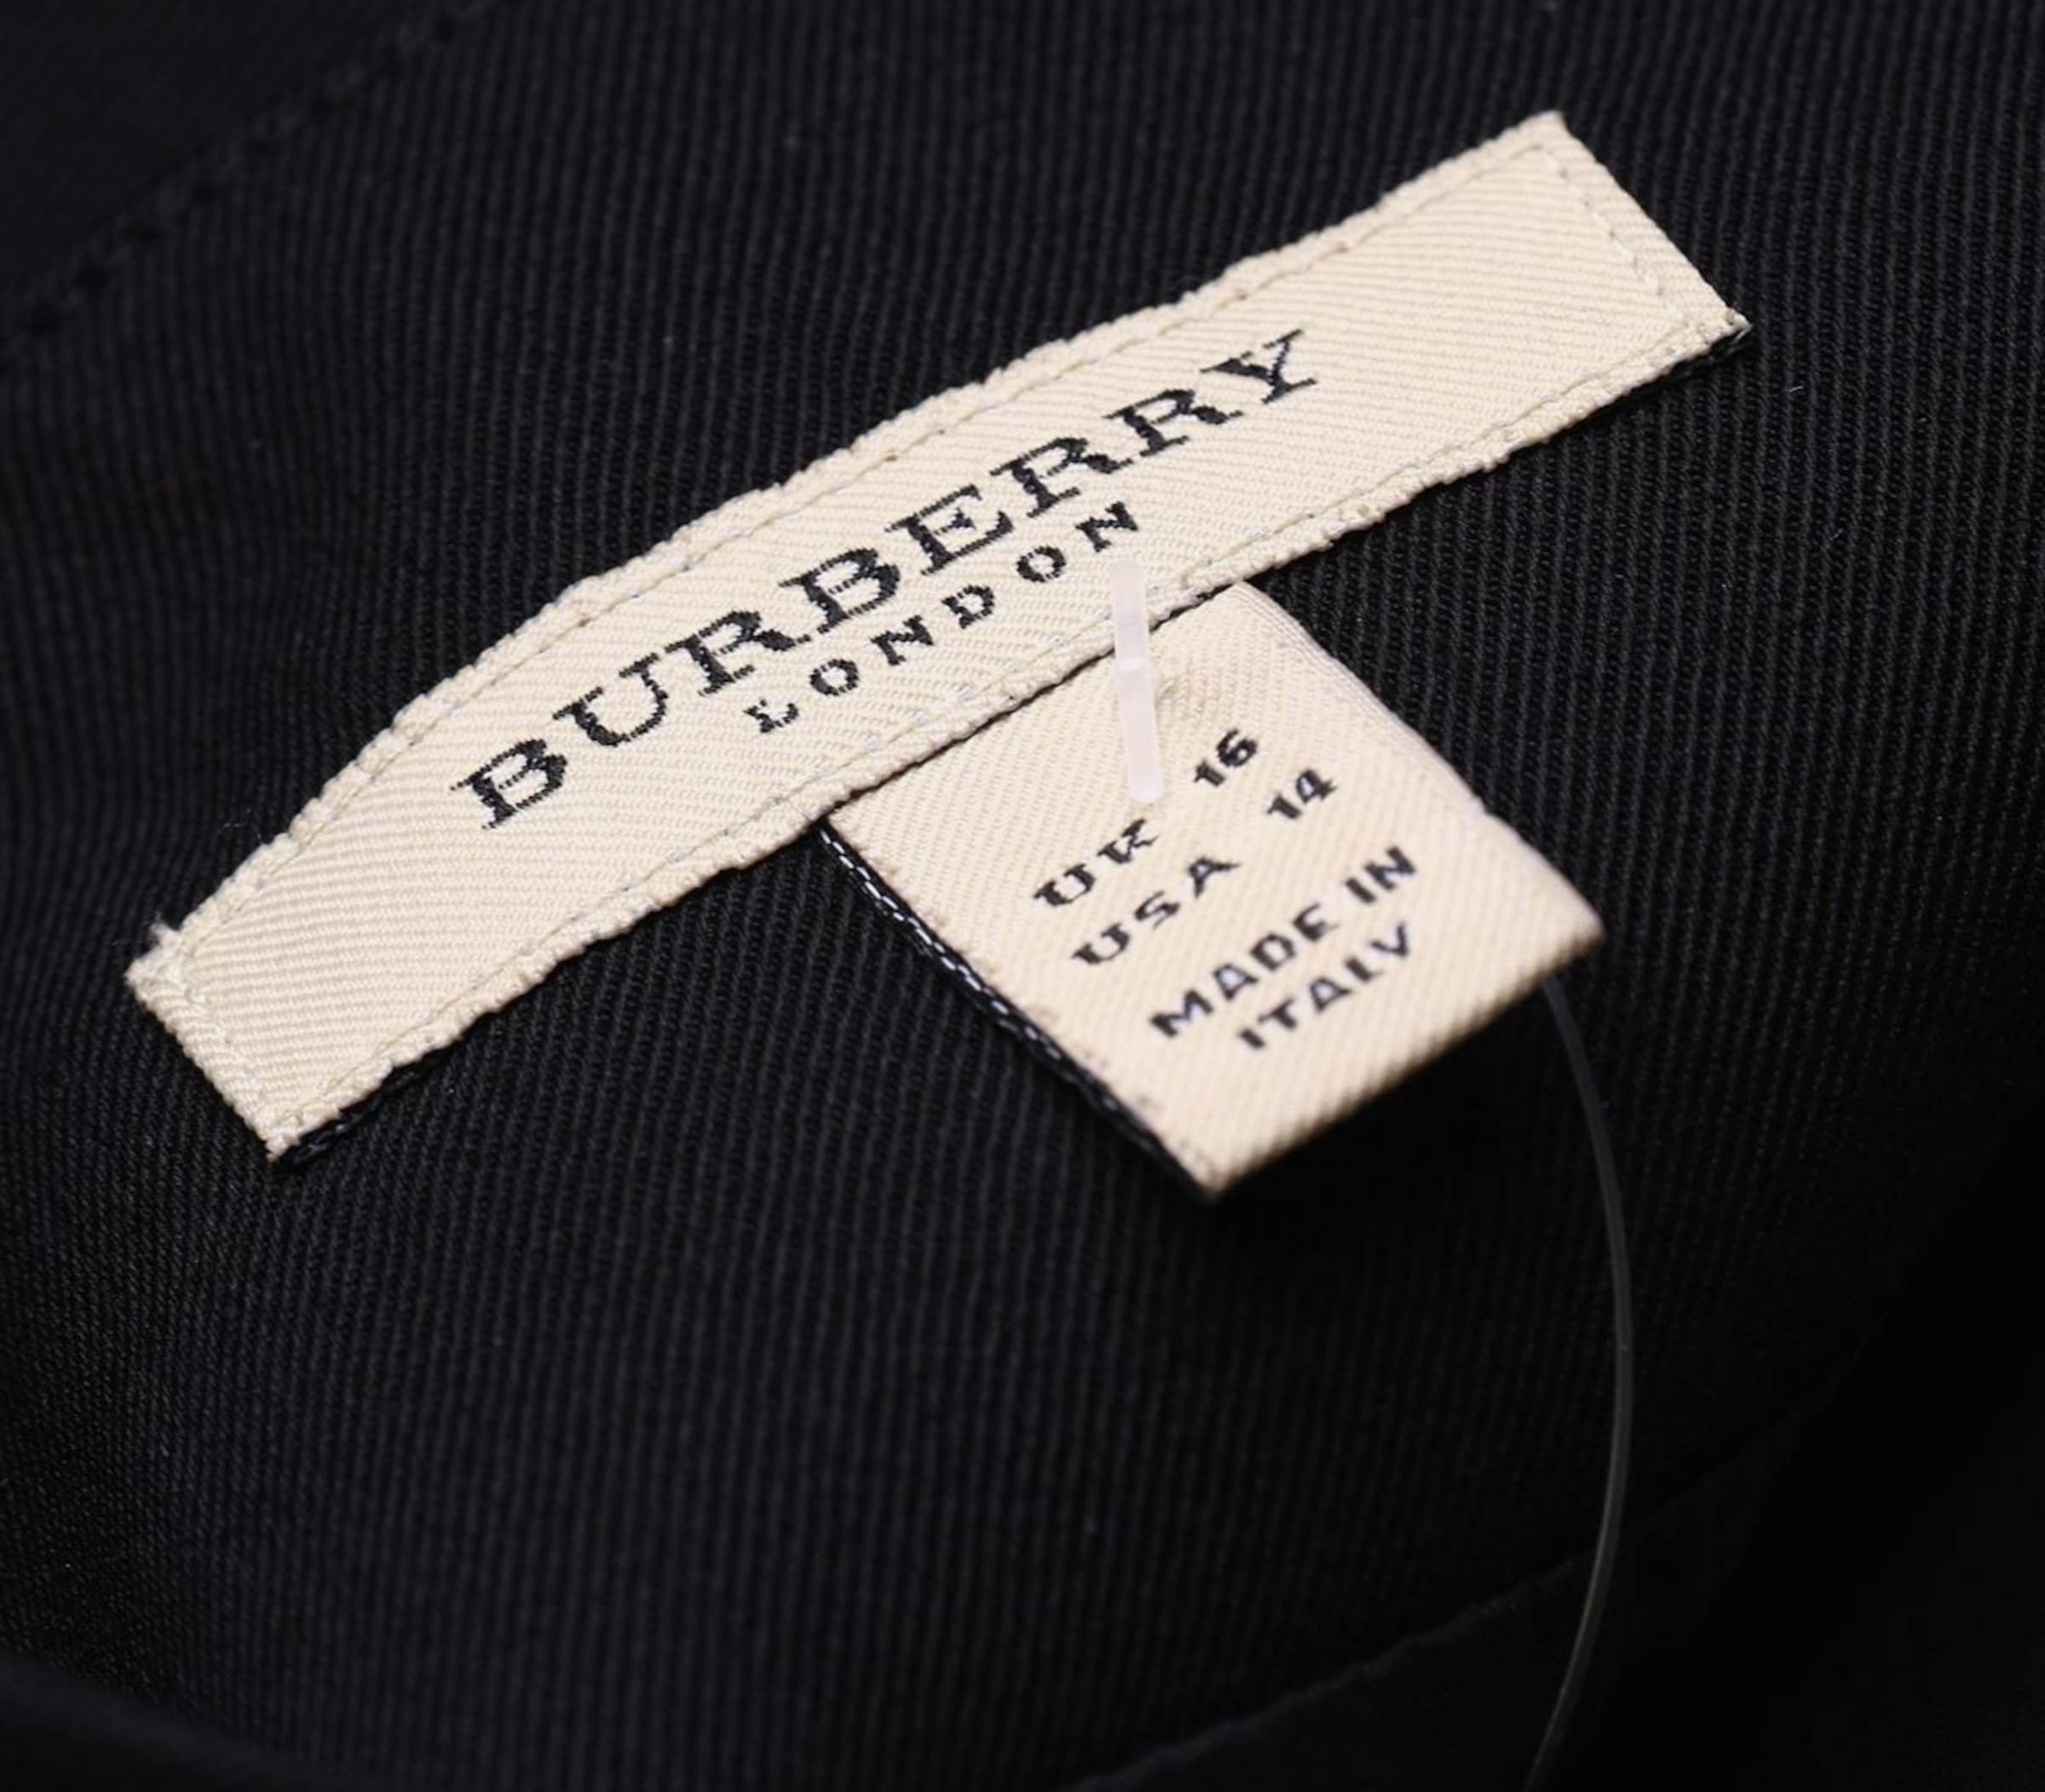 BURBERRY
LONDON
UK 16
USA 14
MADE IN
ITALY